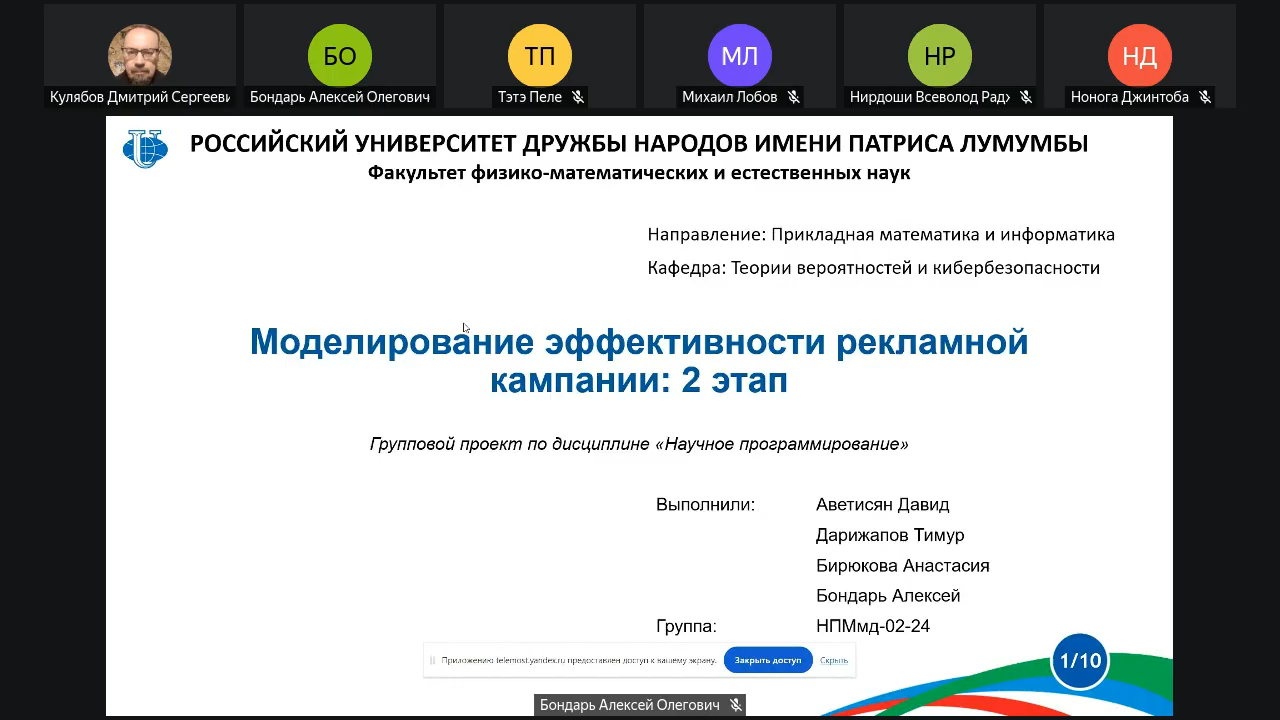 БО
ТП
МЛ
НР
НД
Кулябов Дмитрий Сергееви
Бондарь Алексей Олегович
Тэтэ Пеле
Михаил Лобов
Нирдоши Всеволод Радж
Нонога Джинтоба
РОССИЙСКИЙ УНИВЕРСИТЕТ ДРУЖБЫ НАРОДОВ ИМЕНИ ПАТРИСА ЛУМУМБЫ
Факультет физико-математических и естественных наук
Направление: Прикладная математика и информатика
Кафедра: Теории вероятностей и кибербезопасности
Моделирование эффективности рекламной
кампании: 2 этап
Групповой проект по дисциплине «Научное программирование»
Выполнили: Аветисян Давид
Дарижапов Тимур
Бирюкова Анастасия
Бондарь Алексей
Группа: НПМмд-02-24
Приложению telemost.yandex.ru предоставлен доступ к вашему экрану. Закрыть доступ Скрыть
1/10
Бондарь Алексей Олегович